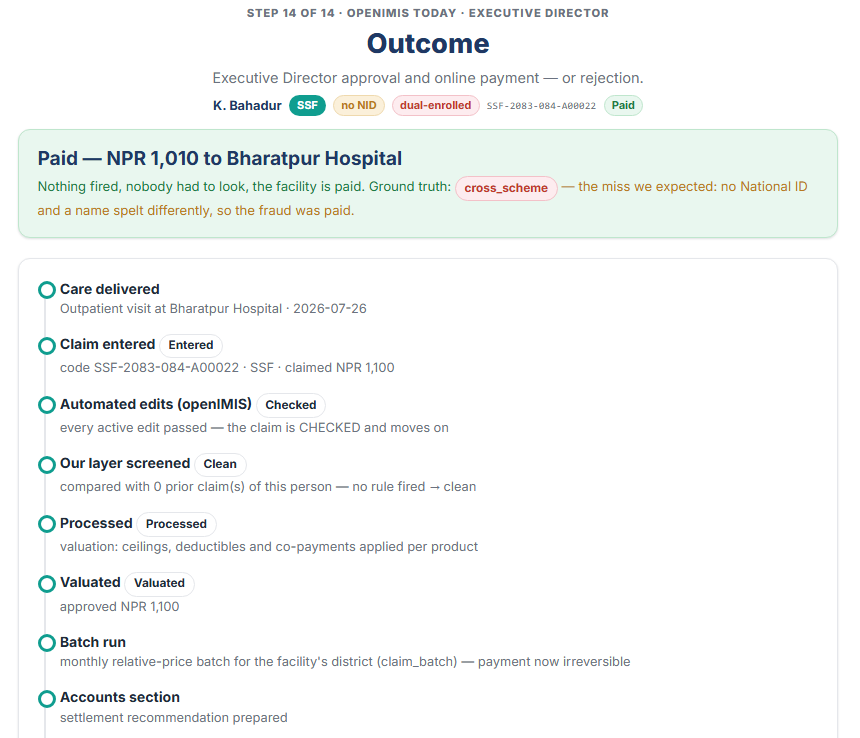 STEP 14 OF 14 · OPENIMIS TODAY · EXECUTIVE DIRECTOR
Outcome
Executive Director approval and online payment — or rejection.
K. Bahadur SSF no NID dual-enrolled SSF-2083-084-A00022 Paid
Paid — NPR 1,010 to Bharatpur Hospital
Nothing fired, nobody had to look, the facility is paid. Ground truth: cross_scheme — the miss we expected: no National ID
and a name spelt differently, so the fraud was paid.
Care delivered
Outpatient visit at Bharatpur Hospital · 2026-07-26
Claim entered Entered
code SSF-2083-084-A00022 · SSF · claimed NPR 1,100
Automated edits (openIMIS) Checked
every active edit passed — the claim is CHECKED and moves on
Our layer screened Clean
compared with 0 prior claim(s) of this person — no rule fired → clean
Processed Processed
valuation: ceilings, deductibles and co-payments applied per product
Valuated Valuated
approved NPR 1,100
Batch run
monthly relative-price batch for the facility's district (claim_batch) — payment now irreversible
Accounts section
settlement recommendation prepared